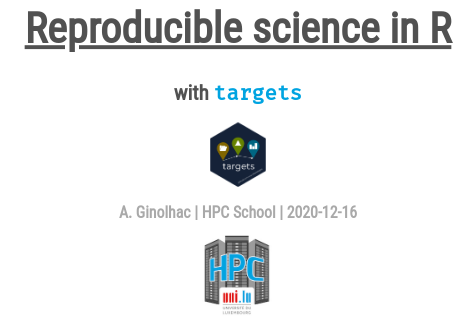 Reproducible science in R
with targets
targets
A. Ginolhac | HPC School | 2020-12-16
HPC
uni.lu
UNIVERSITÉ DU
LUXEMBOURG